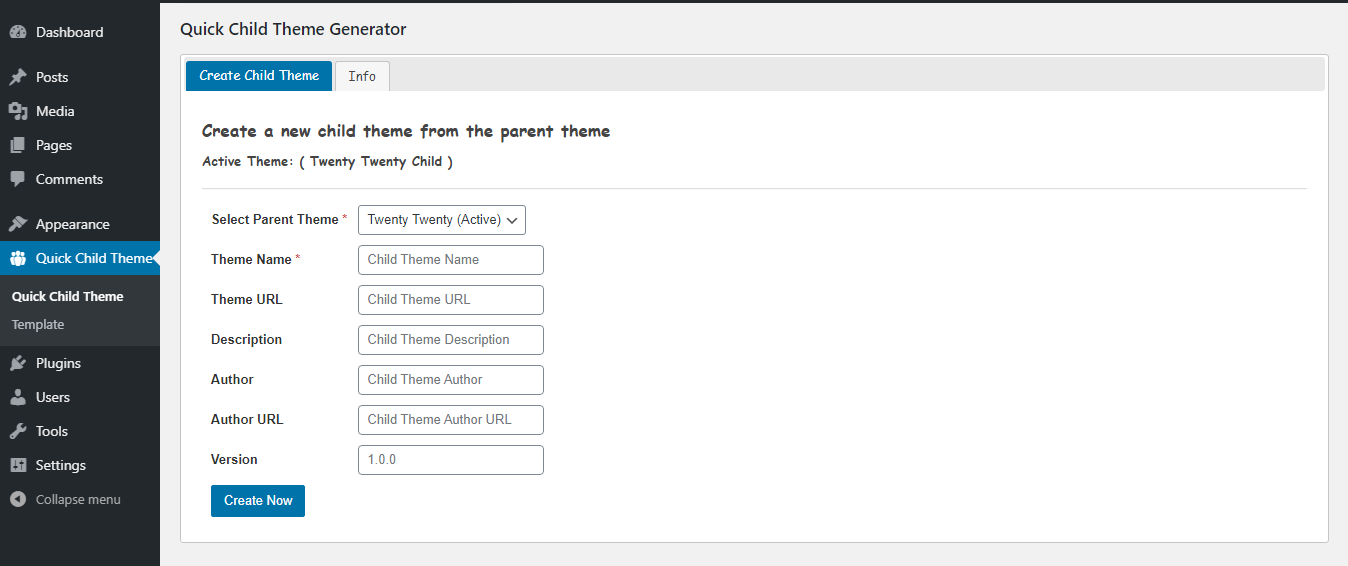 Dashboard
Posts
Media
Pages
Comments
Appearance
Quick Child Theme
Quick Child Theme
Template
Plugins
Users
Tools
Settings
Collapse menu
Quick Child Theme Generator
Create Child Theme Info
Create a new child theme from the parent theme
Active Theme: ( Twenty Twenty Child )
Select Parent Theme * Twenty Twenty (Active)
Theme Name * Child Theme Name
Theme URL Child Theme URL
Description Child Theme Description
Author Child Theme Author
Author URL Child Theme Author URL
Version 1.0.0
Create Now